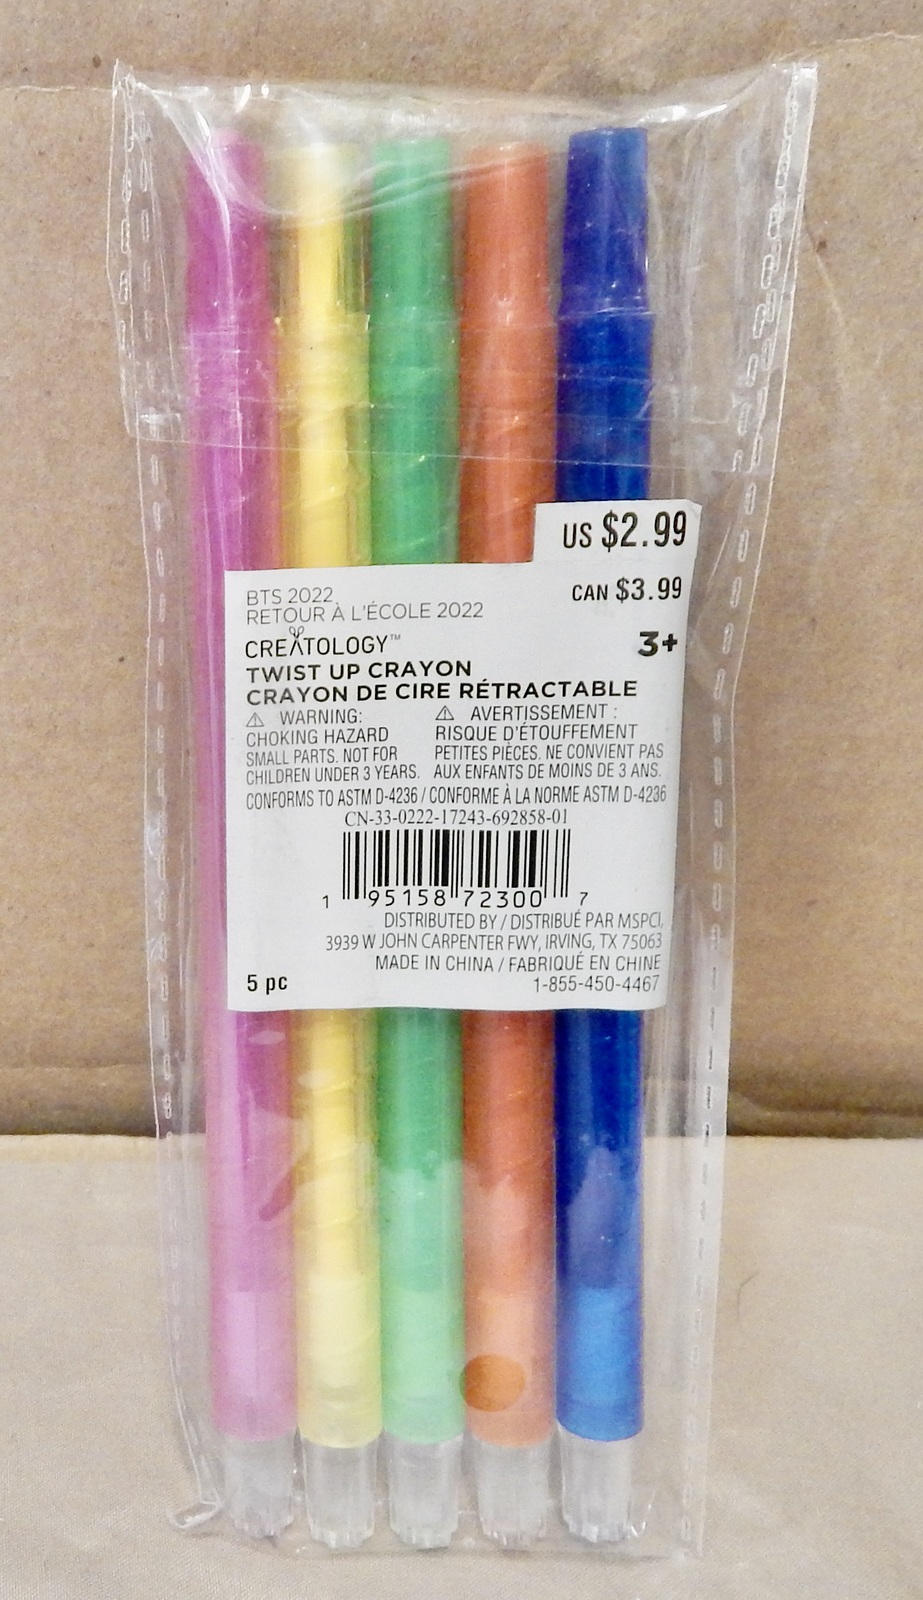 US $2.99
BTS 2022
RETOUR À L'ÉCOLE 2022
CAN $3.99
CREATOLOGY™
3+
TWIST UP CRAYON
CRAYON DE CIRE RÉTRACTABLE
⚠ WARNING:
CHOKING HAZARD
SMALL PARTS. NOT FOR
CHILDREN UNDER 3 YEARS.
⚠ AVERTISSEMENT :
RISQUE D'ÉTOUFFEMENT
PETITES PIÈCES. NE CONVIENT PAS
AUX ENFANTS DE MOINS DE 3 ANS.
CONFORMS TO ASTM D-4236 / CONFORME À LA NORME ASTM D-4236
CN-33-0222-17243-692858-01
1 95158 72300 7
DISTRIBUTED BY / DISTRIBUÉ PAR MSPCI,
3939 W JOHN CARPENTER FWY, IRVING, TX 75063
MADE IN CHINA / FABRIQUÉ EN CHINE
5 pc
1-855-450-4467